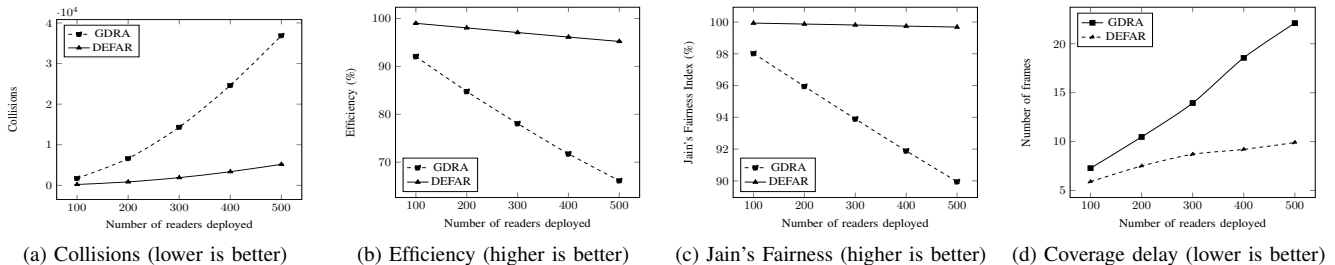 ·10⁴
4
3
2
1
0
Collisions
GDRA
DEFAR
100 200 300 400 500
Number of readers deployed
(a) Collisions (lower is better)
100
90
80
70
Efficiency (%)
GDRA
DEFAR
100 200 300 400 500
Number of readers deployed
(b) Efficiency (higher is better)
100
98
96
94
92
90
Jain's Fairness Index (%)
GDRA
DEFAR
100 200 300 400 500
Number of readers deployed
(c) Jain's Fairness (higher is better)
20
15
10
5
Number of frames
GDRA
DEFAR
100 200 300 400 500
Number of readers deployed
(d) Coverage delay (lower is better)